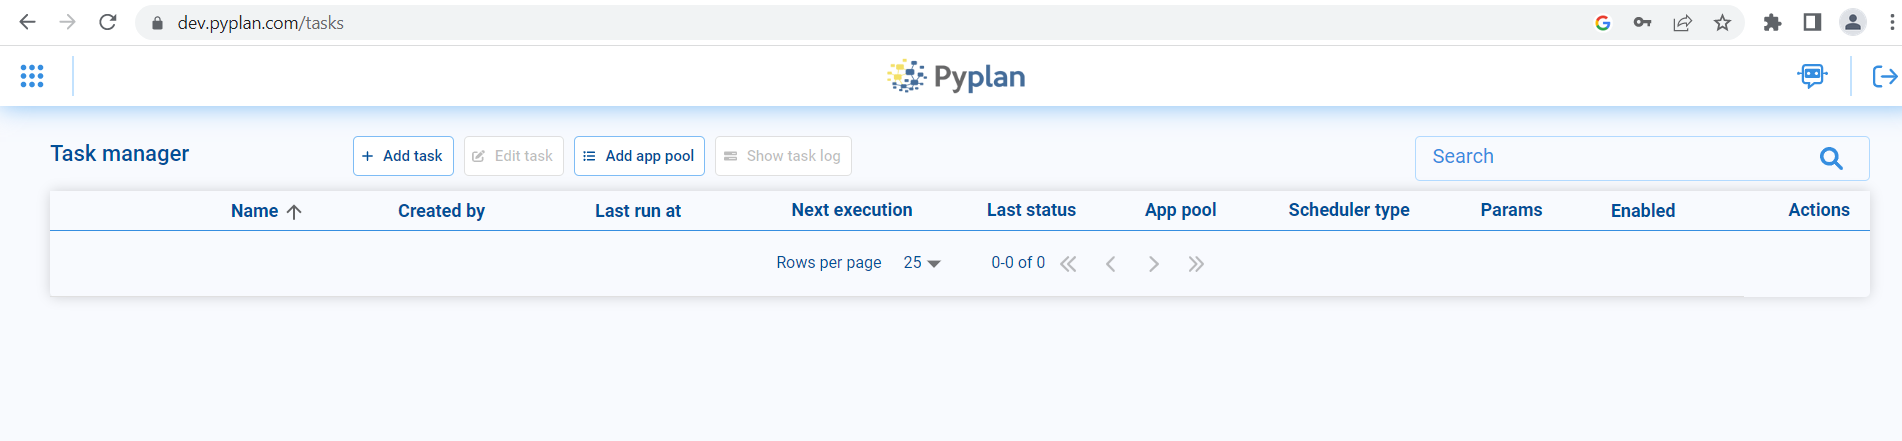 dev.pyplan.com/tasks
Pyplan
Task manager
Add task
Edit task
Add app pool
Show task log
Search
Name
Created by
Last run at
Next execution
Last status
App pool
Scheduler type
Params
Enabled
Actions
Rows per page 25 0-0 of 0